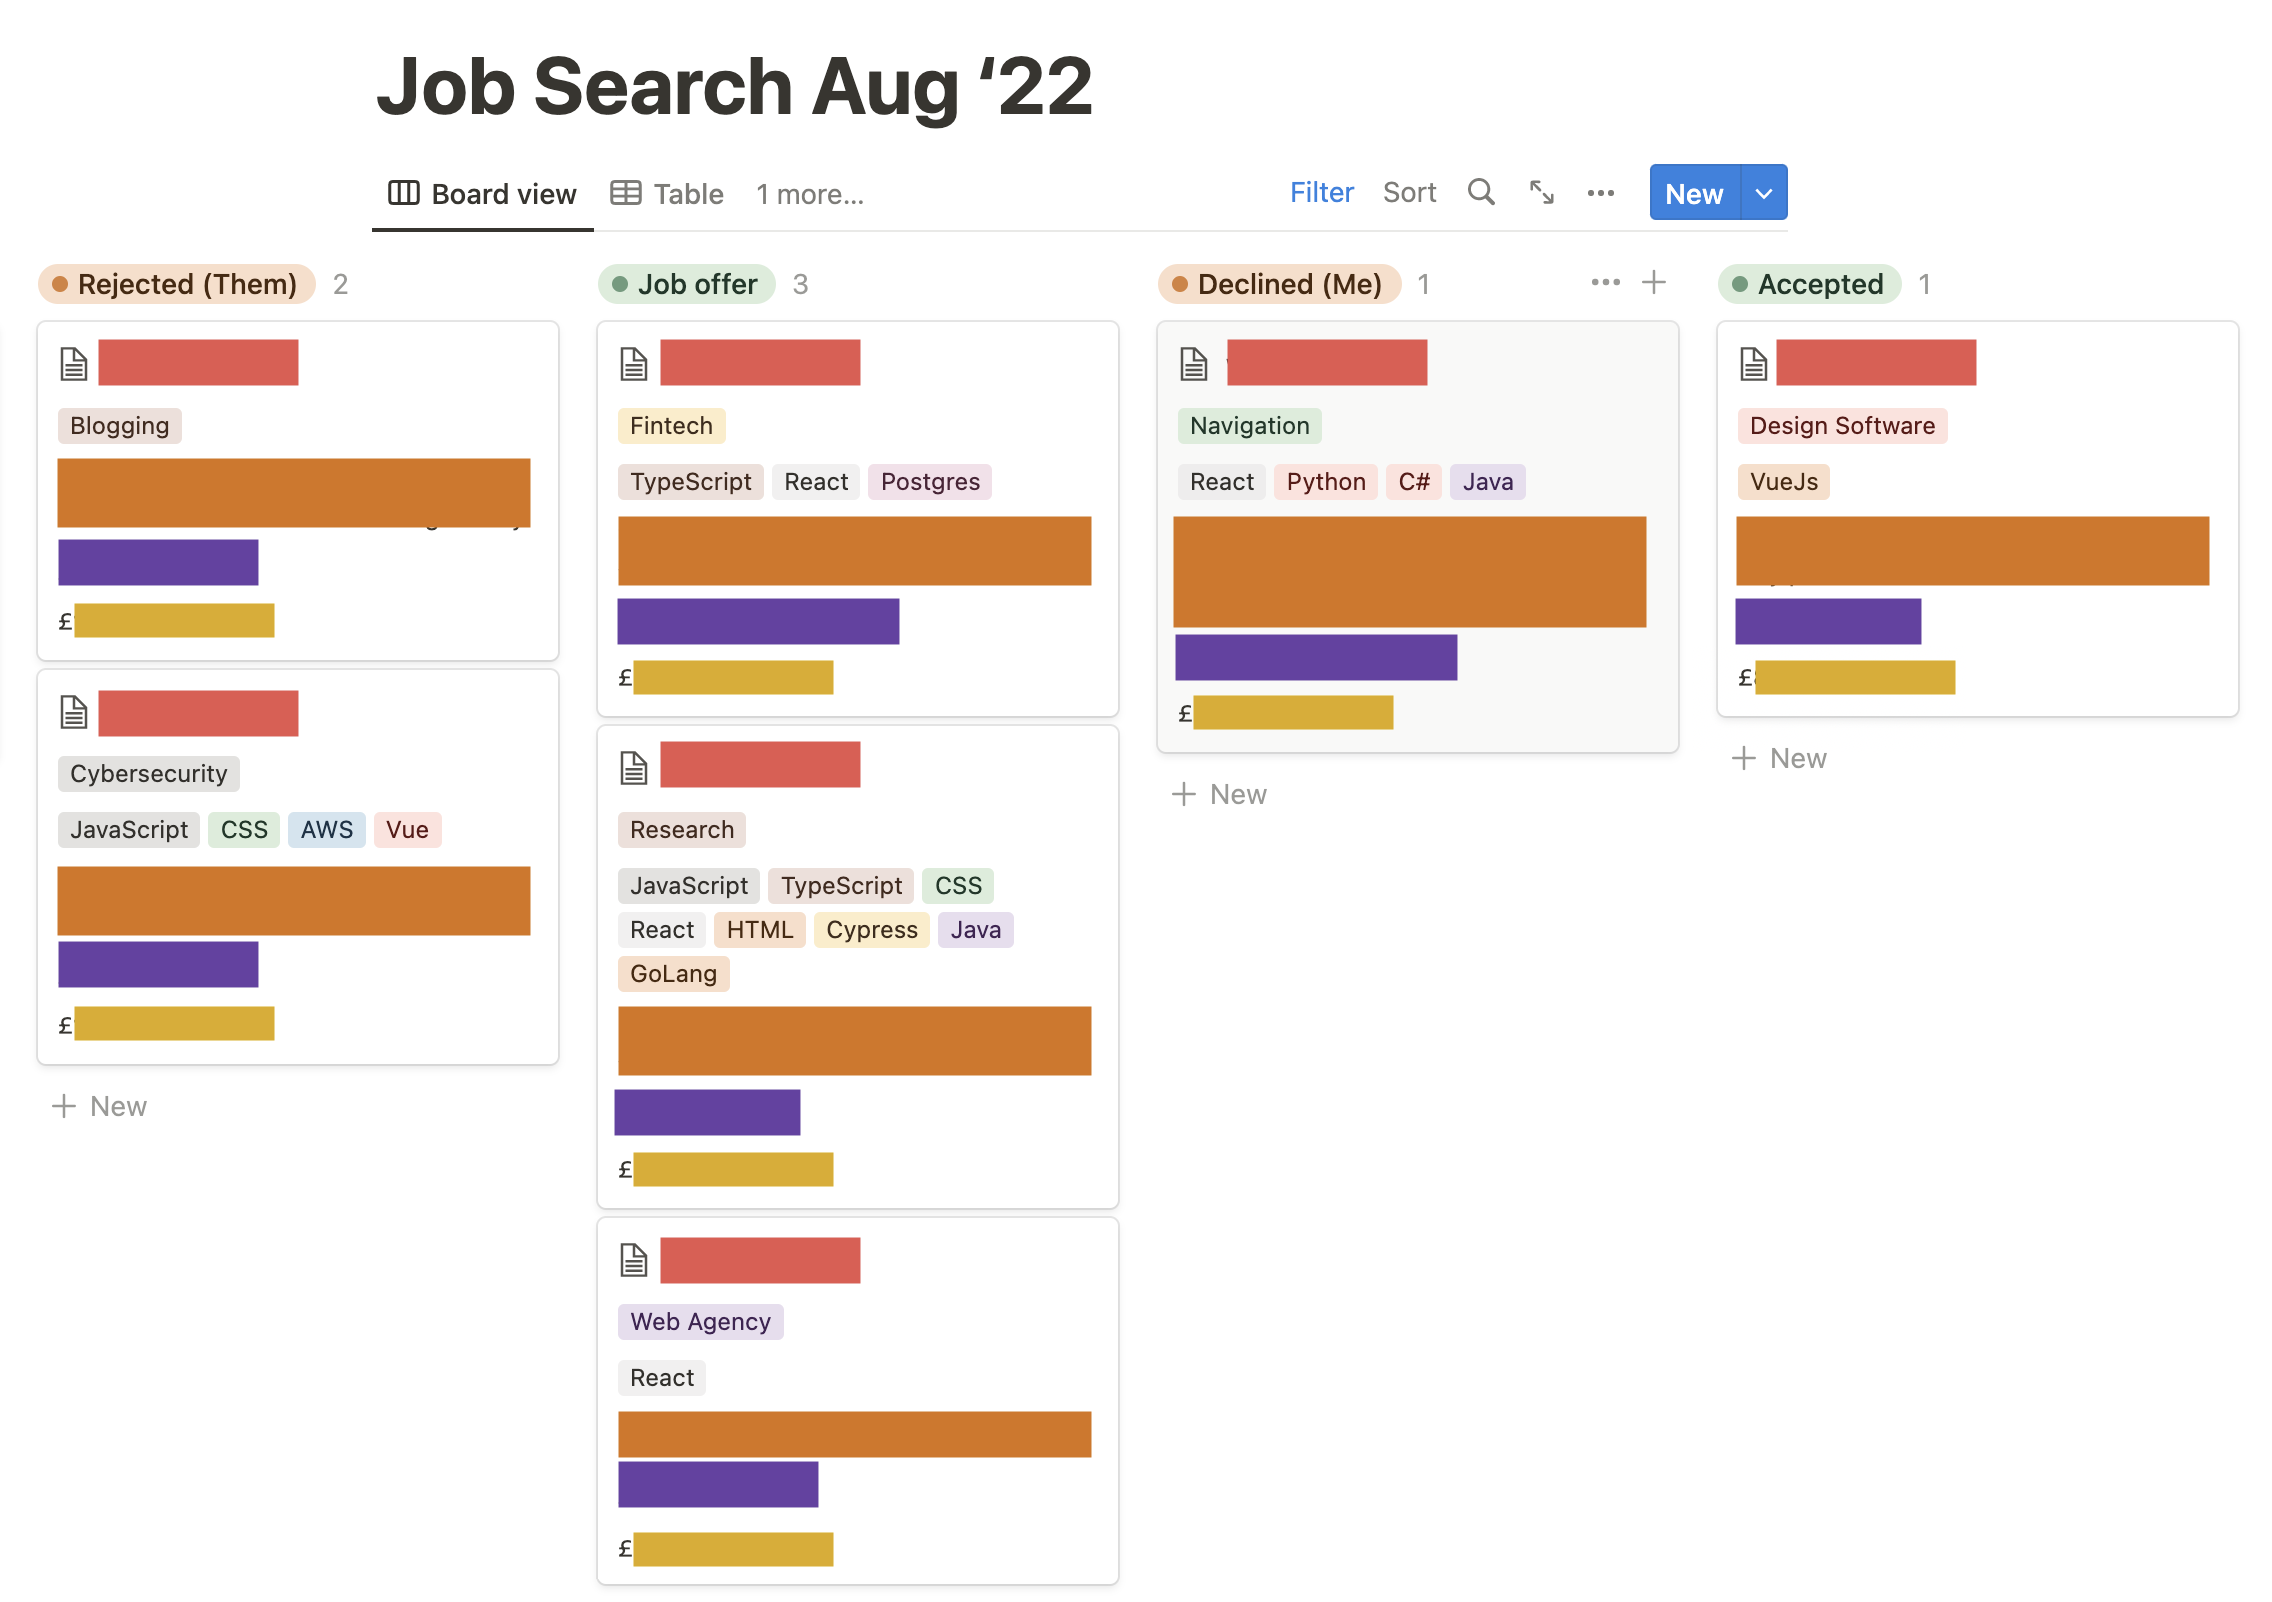 Job Search Aug ‘22
Board view Table 1 more...
Filter Sort New
Rejected (Them) 2
Blogging
£
Cybersecurity
JavaScript CSS AWS Vue
£
New
Job offer 3
Fintech
TypeScript React Postgres
£
Research
JavaScript TypeScript CSS
React HTML Cypress Java
GoLang
£
Web Agency
React
£
Declined (Me) 1
Navigation
React Python C# Java
£
New
Accepted 1
Design Software
VueJs
£
New